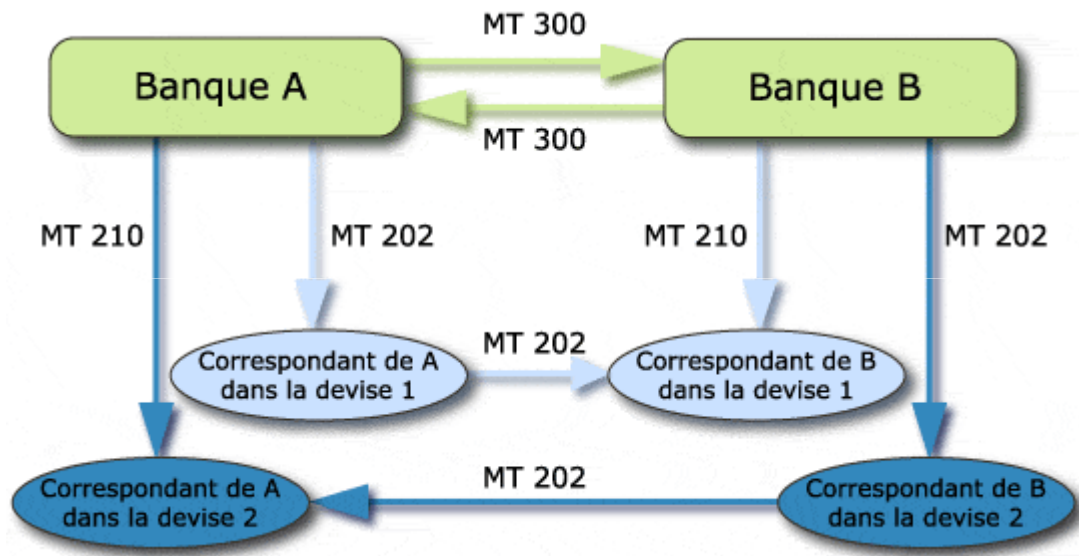 MT 300
Banque A
Banque B
MT 300
MT 210
MT 202
MT 210
MT 202
Correspondant de A
dans la devise 1
MT 202
Correspondant de B
dans la devise 1
Correspondant de A
dans la devise 2
MT 202
Correspondant de B
dans la devise 2